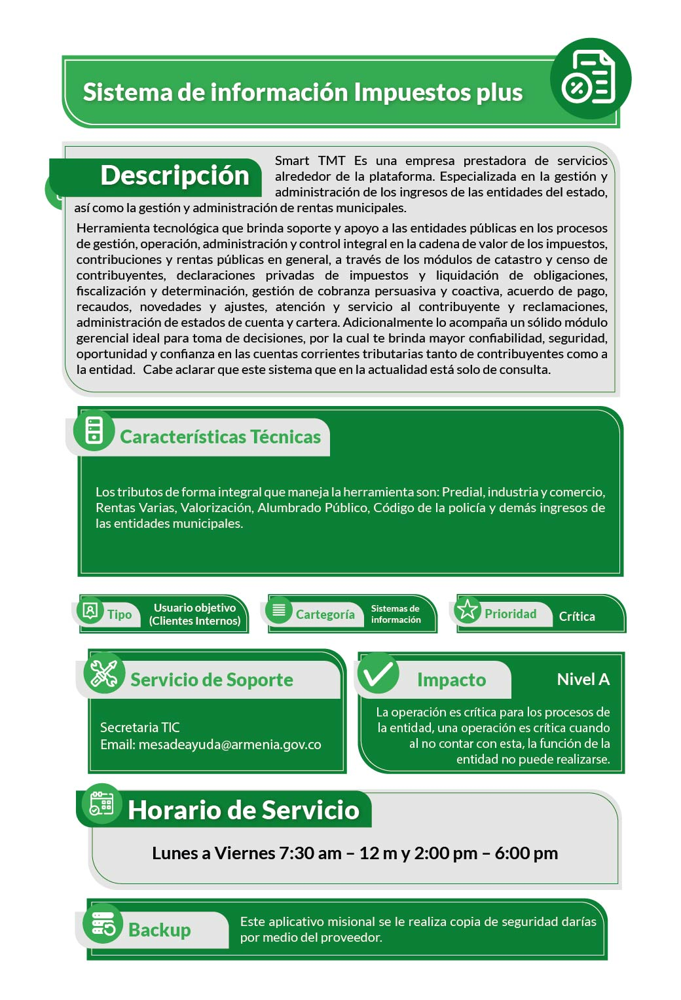 Sistema de información Impuestos plus
Descripción
Smart TMT Es una empresa prestadora de servicios
alrededor de la plataforma. Especializada en la gestión y
administración de los ingresos de las entidades del estado,
así como la gestión y administración de rentas municipales.
Herramienta tecnológica que brinda soporte y apoyo a las entidades públicas en los procesos
de gestión, operación, administración y control integral en la cadena de valor de los impuestos,
contribuciones y rentas públicas en general, a través de los módulos de catastro y censo de
contribuyentes, declaraciones privadas de impuestos y liquidación de obligaciones,
fiscalización y determinación, gestión de cobranza persuasiva y coactiva, acuerdo de pago,
recaudos, novedades y ajustes, atención y servicio al contribuyente y reclamaciones,
administración de estados de cuenta y cartera. Adicionalmente lo acompaña un sólido módulo
gerencial ideal para toma de decisiones, por la cual te brinda mayor confiabilidad, seguridad,
oportunidad y confianza en las cuentas corrientes tributarias tanto de contribuyentes como a
la entidad. Cabe aclarar que este sistema que en la actualidad está solo de consulta.
Características Técnicas
Los tributos de forma integral que maneja la herramienta son: Predial, industria y comercio,
Rentas Varias, Valorización, Alumbrado Público, Código de la policía y demás ingresos de
las entidades municipales.
Tipo
Usuario objetivo
(Clientes Internos)
Cartegoría
Sistemas de
información
Prioridad
Crítica
Servicio de Soporte
Secretaria TIC
Email: mesadeayuda@armenia.gov.co
Impacto
Nivel A
La operación es crítica para los procesos de
la entidad, una operación es crítica cuando
al no contar con esta, la función de la
entidad no puede realizarse.
Horario de Servicio
Lunes a Viernes 7:30 am – 12 m y 2:00 pm – 6:00 pm
Backup
Este aplicativo misional se le realiza copia de seguridad darías
por medio del proveedor.